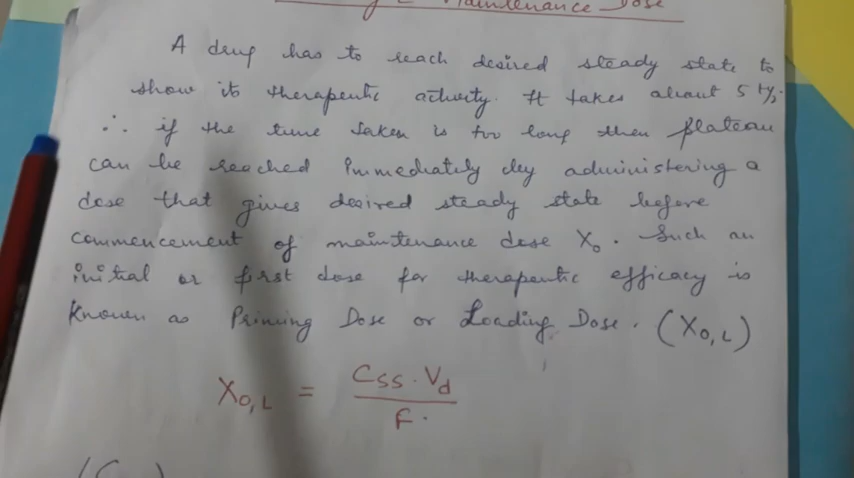 Maintenance Dose
A drug has to reach desired steady state to
show its therapeutic activity. It takes about 5 t½.
∴ if the time taken is too long then plateau
can be reached immediately by administering a
dose that gives desired steady state before
commencement of maintenance dose X₀. Such an
initial or first dose for therapeutic efficacy is
known as Priming Dose or Loading Dose. (X₀,L)
X₀,L = Css . Vd / F.